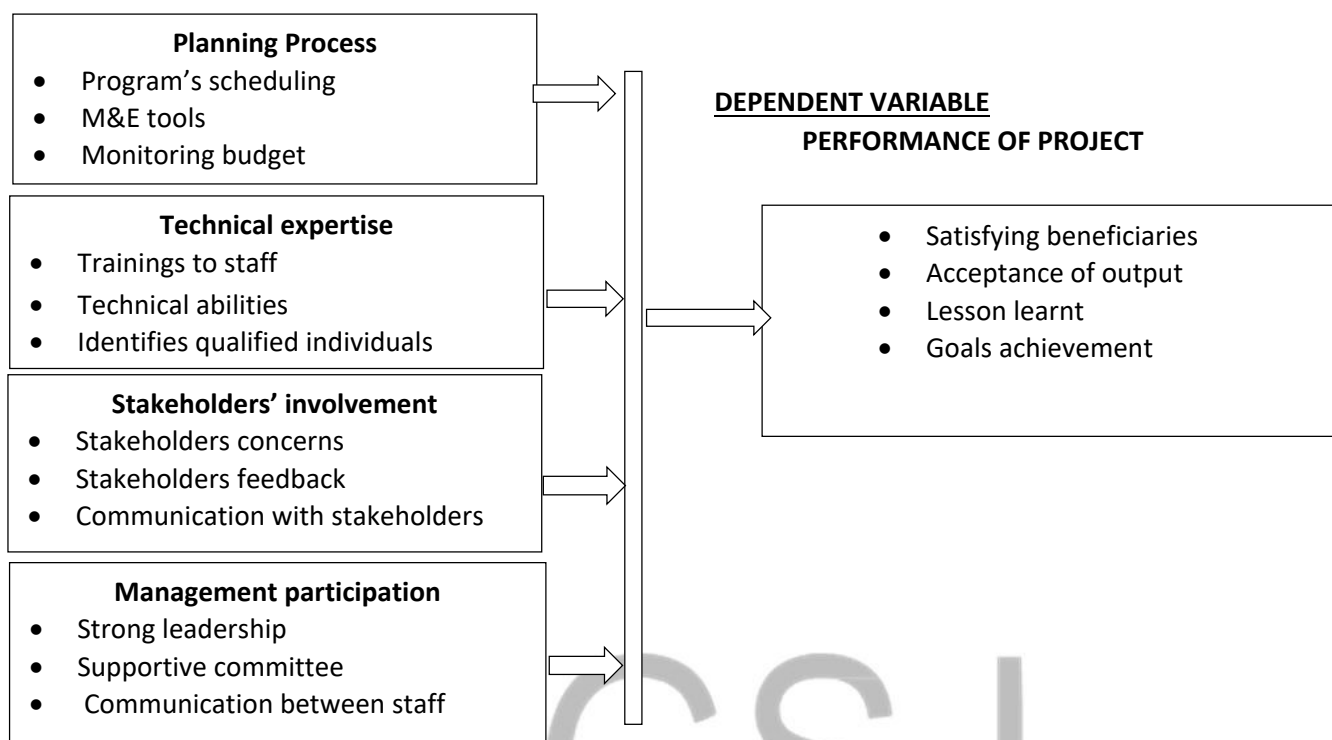 Planning Process
• Program’s scheduling
• M&E tools
• Monitoring budget
Technical expertise
• Trainings to staff
• Technical abilities
• Identifies qualified individuals
Stakeholders’ involvement
• Stakeholders concerns
• Stakeholders feedback
• Communication with stakeholders
Management participation
• Strong leadership
• Supportive committee
• Communication between staff
DEPENDENT VARIABLE
PERFORMANCE OF PROJECT
• Satisfying beneficiaries
• Acceptance of output
• Lesson learnt
• Goals achievement